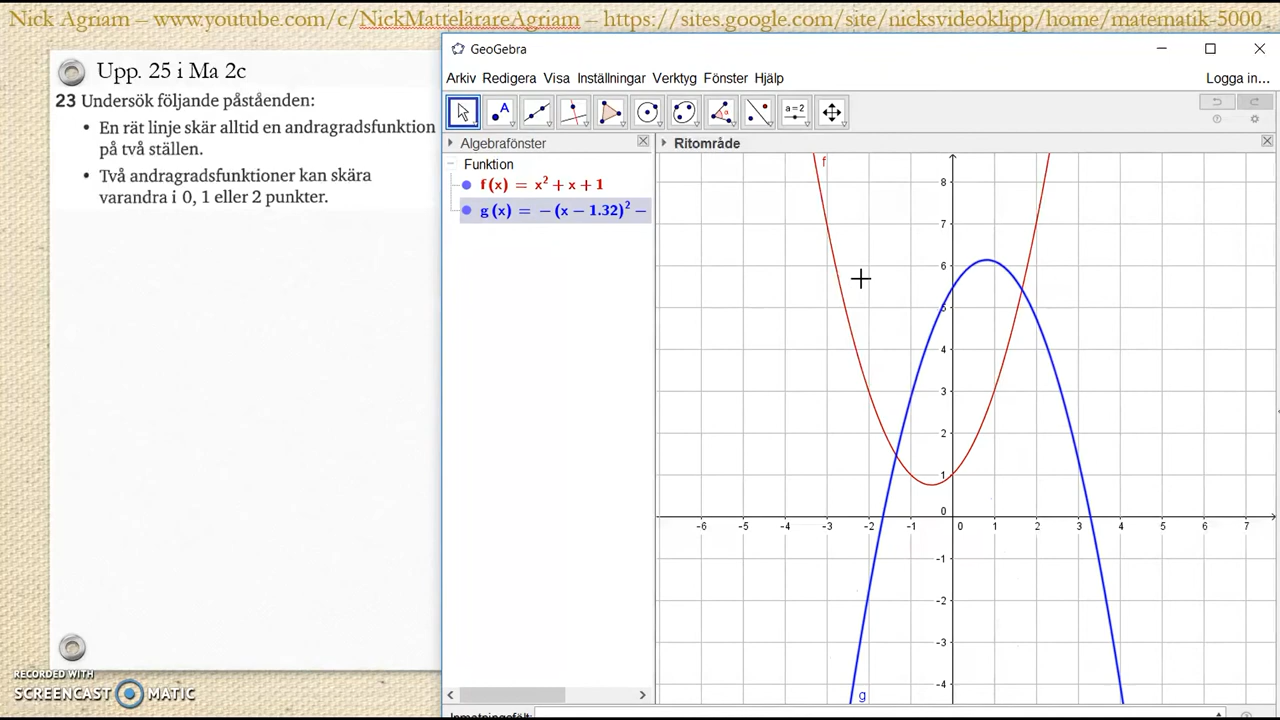 Nick Agriam – www.youtube.com/c/NickMattelärareAgriam – https://sites.google.com/site/nicksvideoklipp/home/matematik-5000
Upp. 25 i Ma 2c
23 Undersök följande påståenden:
• En rät linje skär alltid en andragradsfunktion
på två ställen.
• Två andragradsfunktioner kan skära
varandra i 0, 1 eller 2 punkter.
RECORDED WITH
SCREENCAST MATIC
GeoGebra
Arkiv Redigera Visa Inställningar Verktyg Fönster Hjälp
Logga in...
A
a=2
Algebrafönster
Ritområde
Funktion
f(x) = x² + x + 1
g(x) = −(x − 1.32)² −
f
8
7
6
5
4
3
2
1
0
-6 -5 -4 -3 -2 -1 0 1 2 3 4 5 6 7
-1
-2
-3
-4
g
Inmatningsfält: